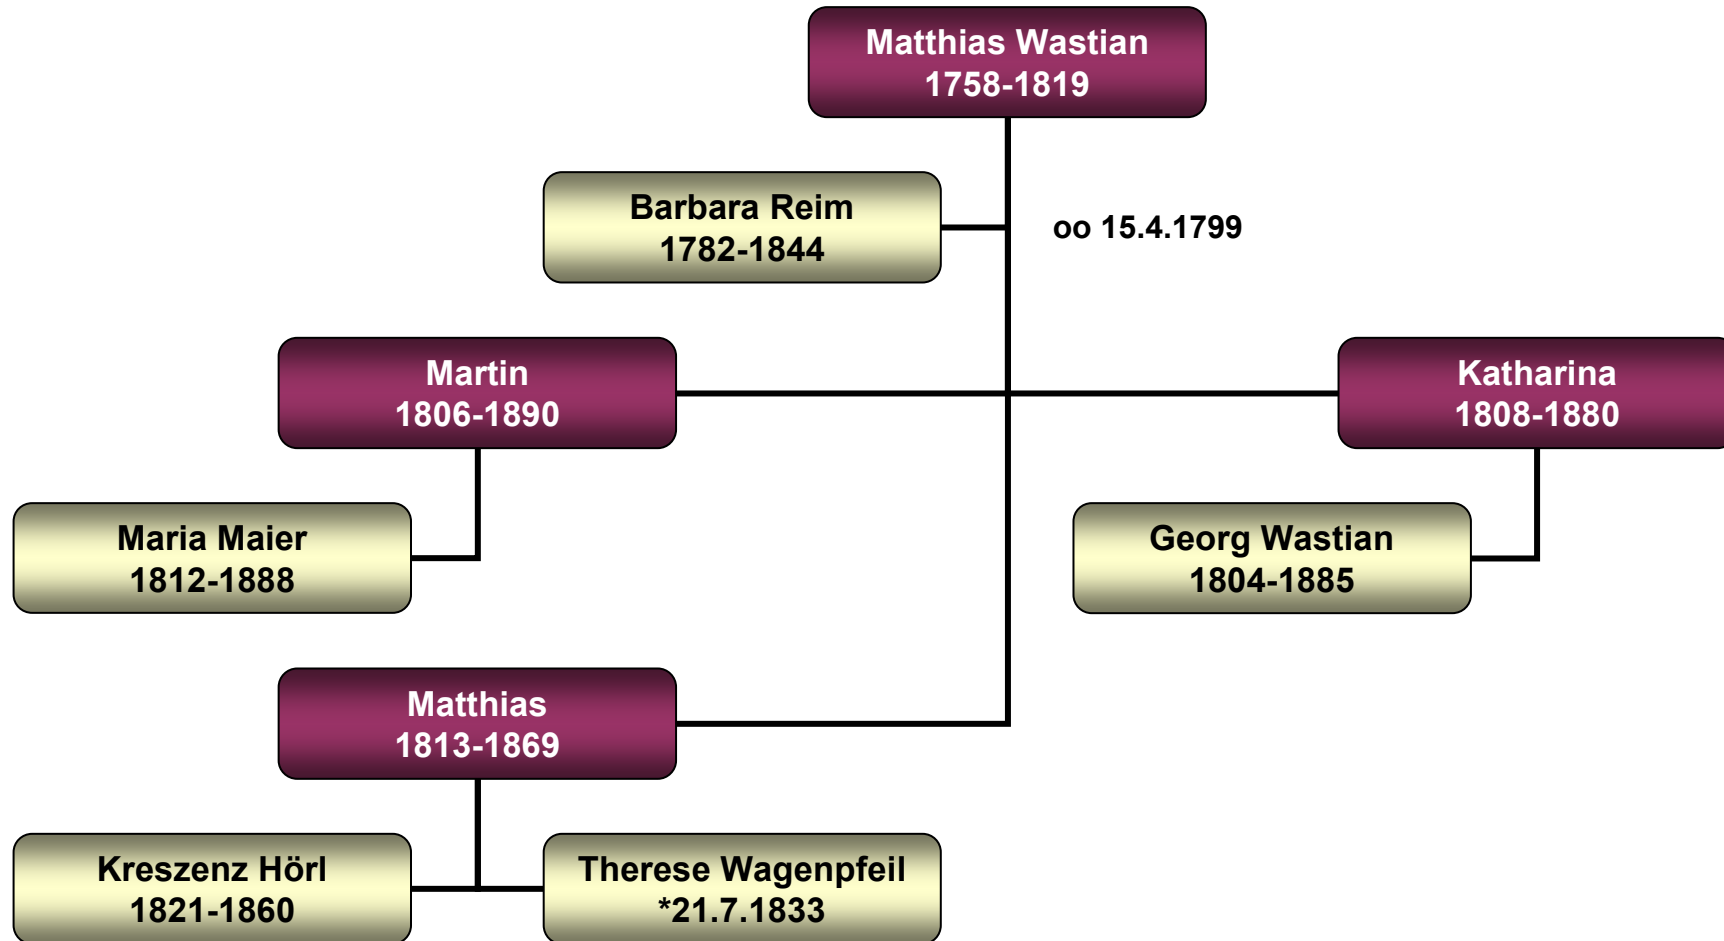 Matthias Wastian
1758-1819
Barbara Reim
1782-1844
oo 15.4.1799
Martin
1806-1890
Katharina
1808-1880
Maria Maier
1812-1888
Georg Wastian
1804-1885
Matthias
1813-1869
Kreszenz Hörl
1821-1860
Therese Wagenpfeil
*21.7.1833